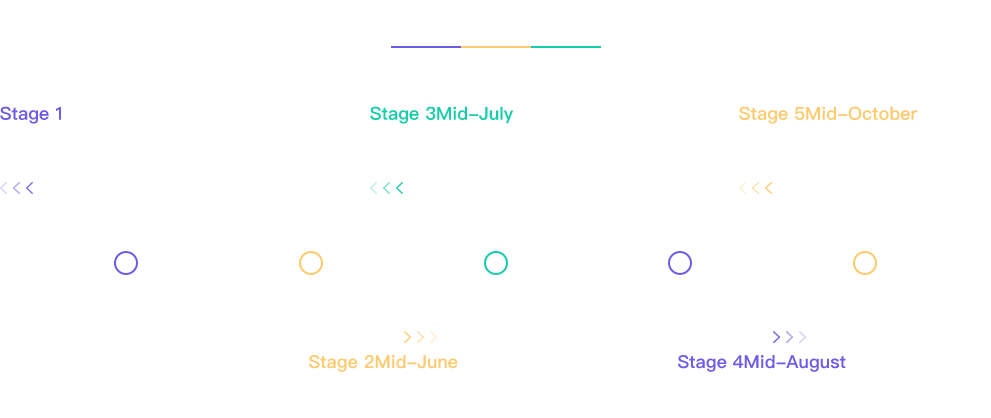 Stage 1
Stage 3Mid–July
Stage 5Mid–October
Stage 2Mid–June
Stage 4Mid–August